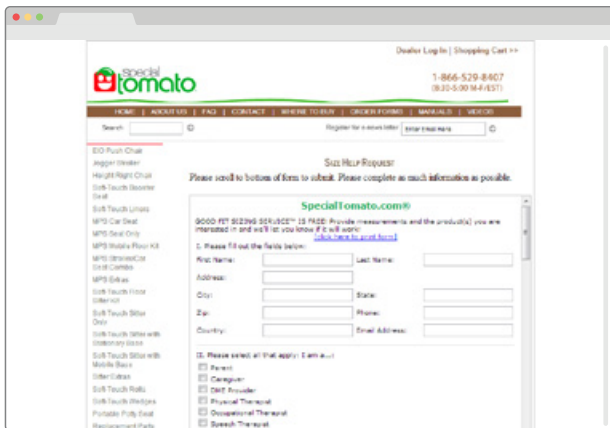 Dealer Log In | Shopping Cart >>
special
tomato
1-866-529-8407
(8:30-5:00 M-F/EST)
HOME | ABOUT US | FAQ | CONTACT | WHERE TO BUY | ORDER FORMS | MANUALS | VIDEOS
Search
Register for e-newsletter Enter Email Here
EIO Push Chair
Jogger Stroller
Height Right Chair
Soft-Touch Booster
Seat
Soft-Touch Liners
MPS Car Seat
MPS Seat Only
MPS Mobile Floor Kit
MPS Stroller/Car
Seat Combo
MPS Extras
Soft-Touch Floor
Sitter Kit
Soft-Touch Sitter
Only
Soft-Touch Sitter with
Stationary Base
Soft-Touch Sitter with
Mobile Base
Sitter Extras
Soft-Touch Rolls
Soft-Touch Wedges
Portable Potty Seat
Replacement Parts
SIZE HELP REQUEST
Please scroll to bottom of form to submit. Please complete as much information as possible.
SpecialTomato.com®
GOOD FIT SIZING SERVICE™ IS FREE! Provide measurements and the product(s) you are
interested in and we'll let you know if it will work!
[click here to print form]
I. Please fill out the fields below:
First Name: Last Name:
Address:
City: State:
Zip: Phone:
Country: Email Address:
II. Please select all that apply: I am a...:
Parent
Caregiver
DME Provider
Physical Therapist
Occupational Therapist
Speech Therapist